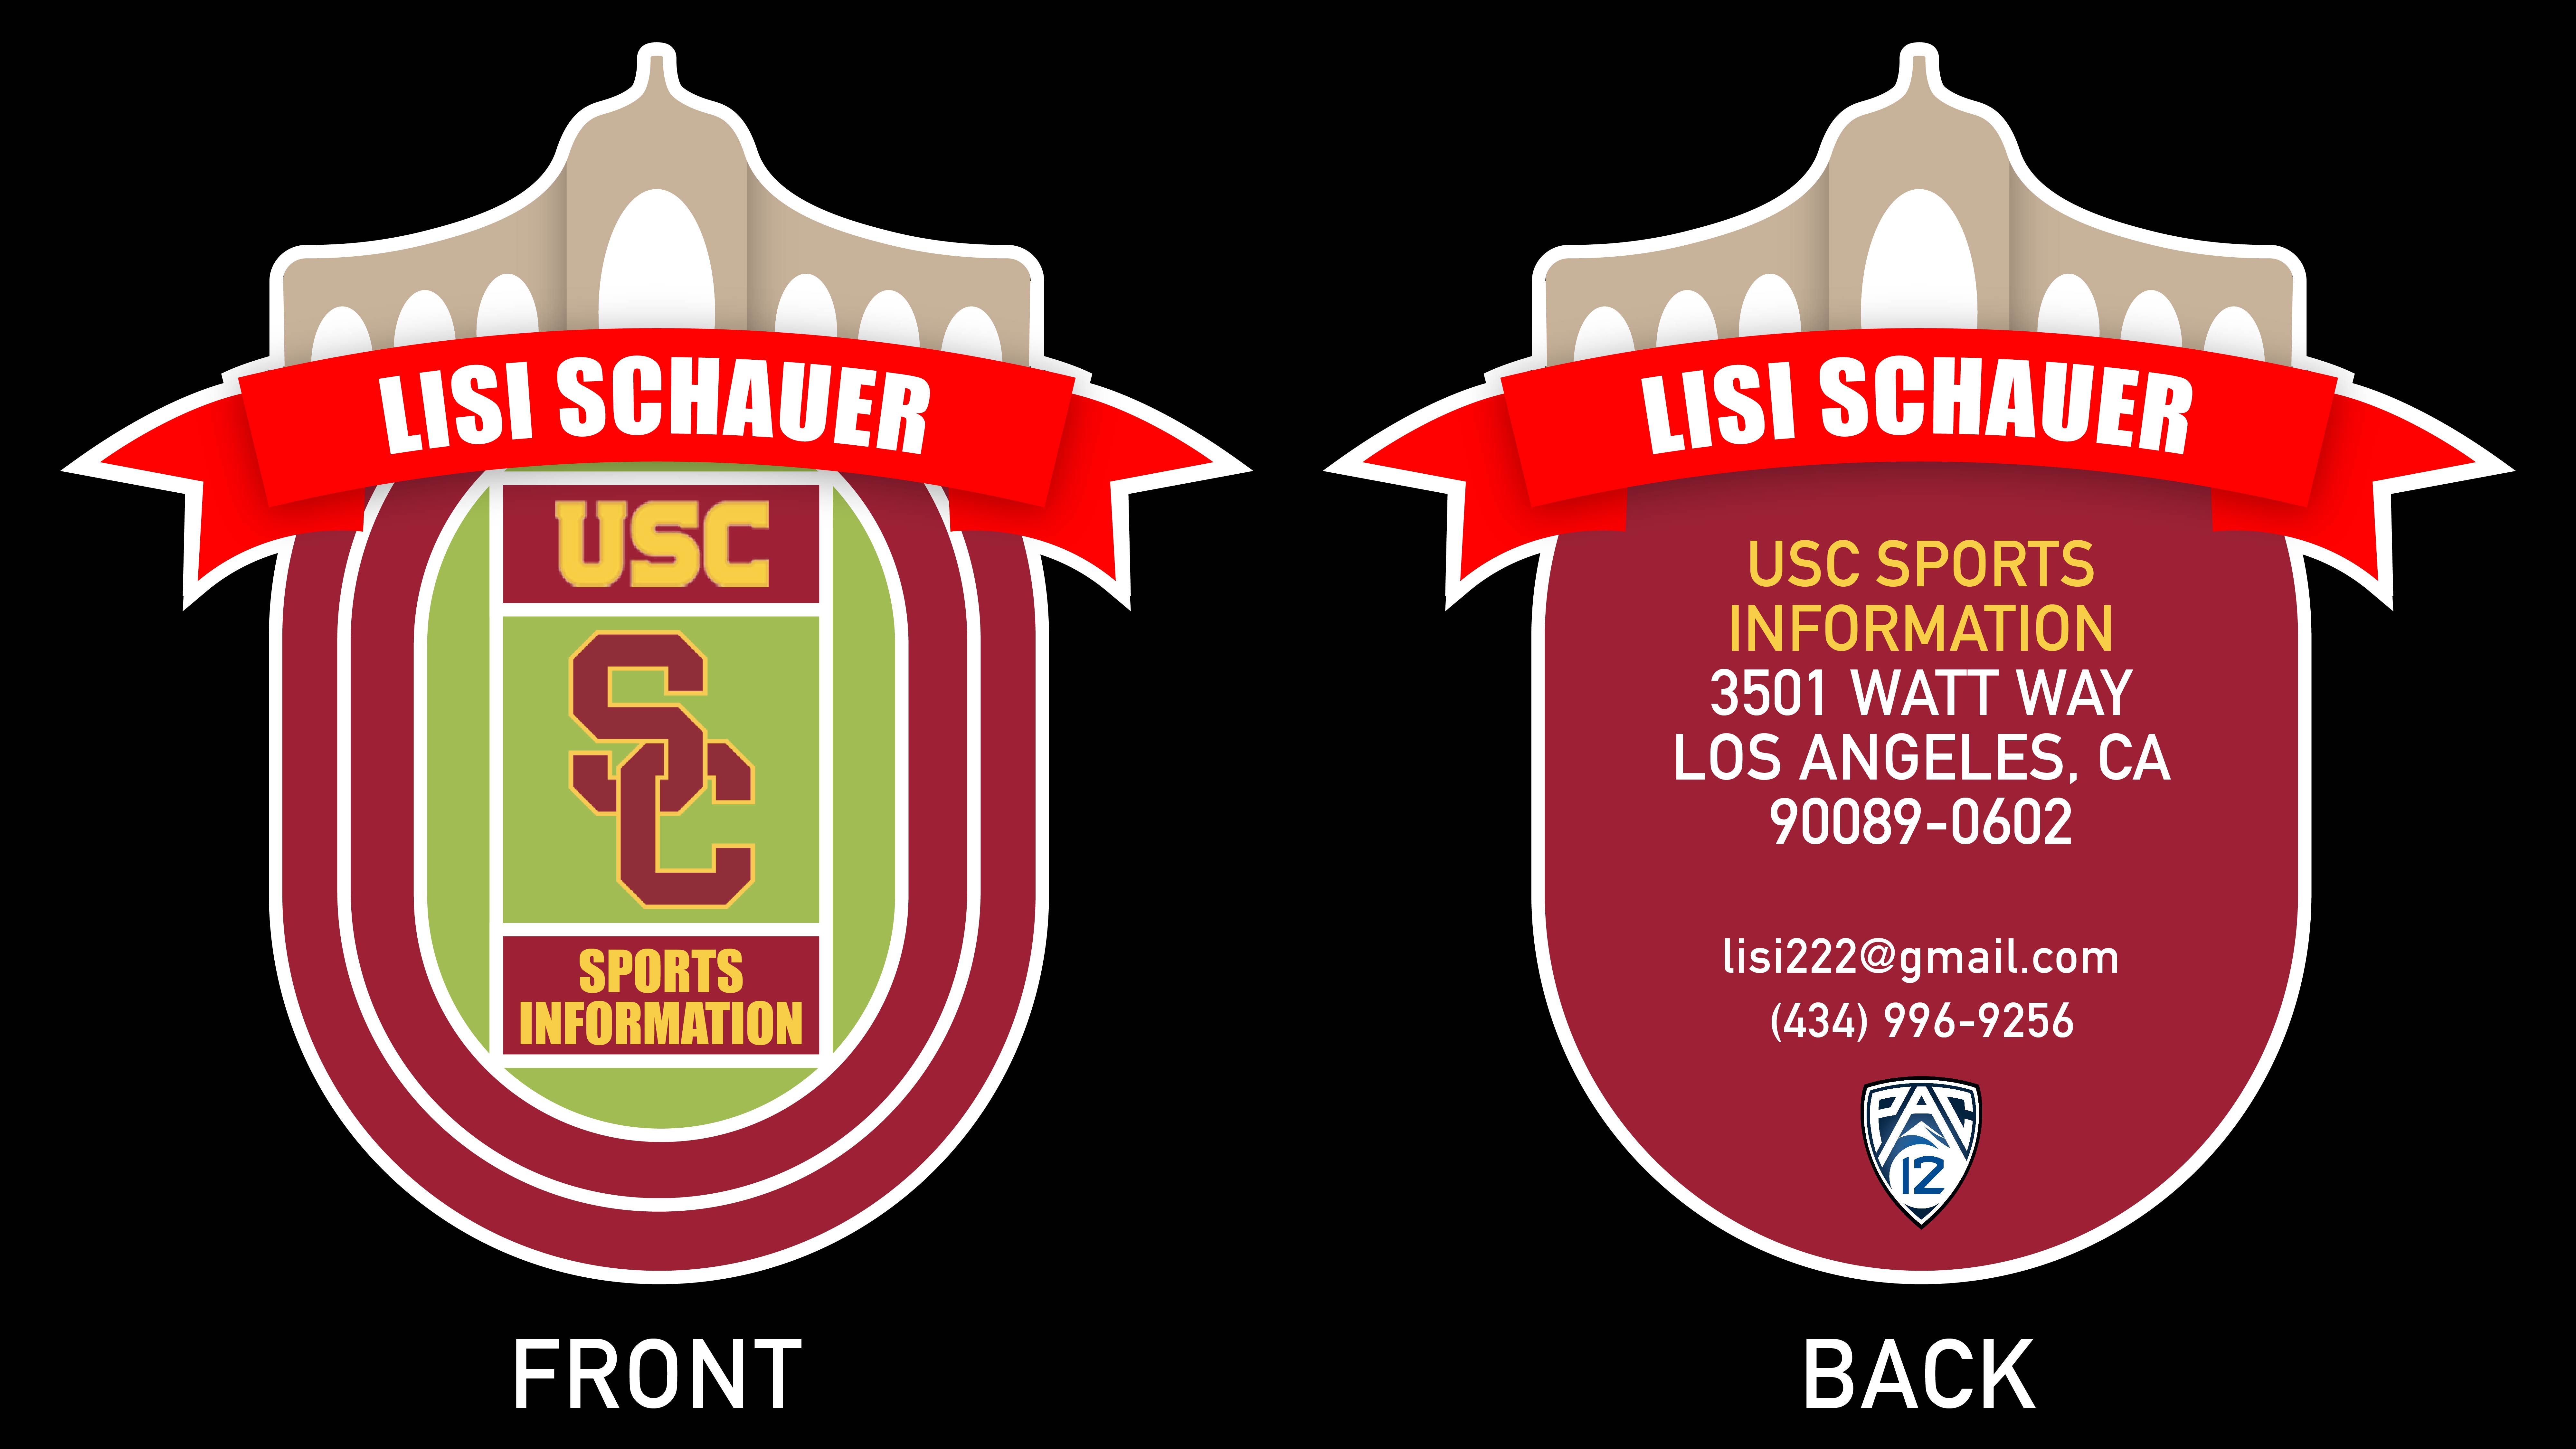 LISI SCHAUER
USC
SC
SPORTS
INFORMATION
FRONT
LISI SCHAUER
USC SPORTS
INFORMATION
3501 WATT WAY
LOS ANGELES, CA
90089-0602
lisi222@gmail.com
(434) 996-9256
PAC
12
BACK